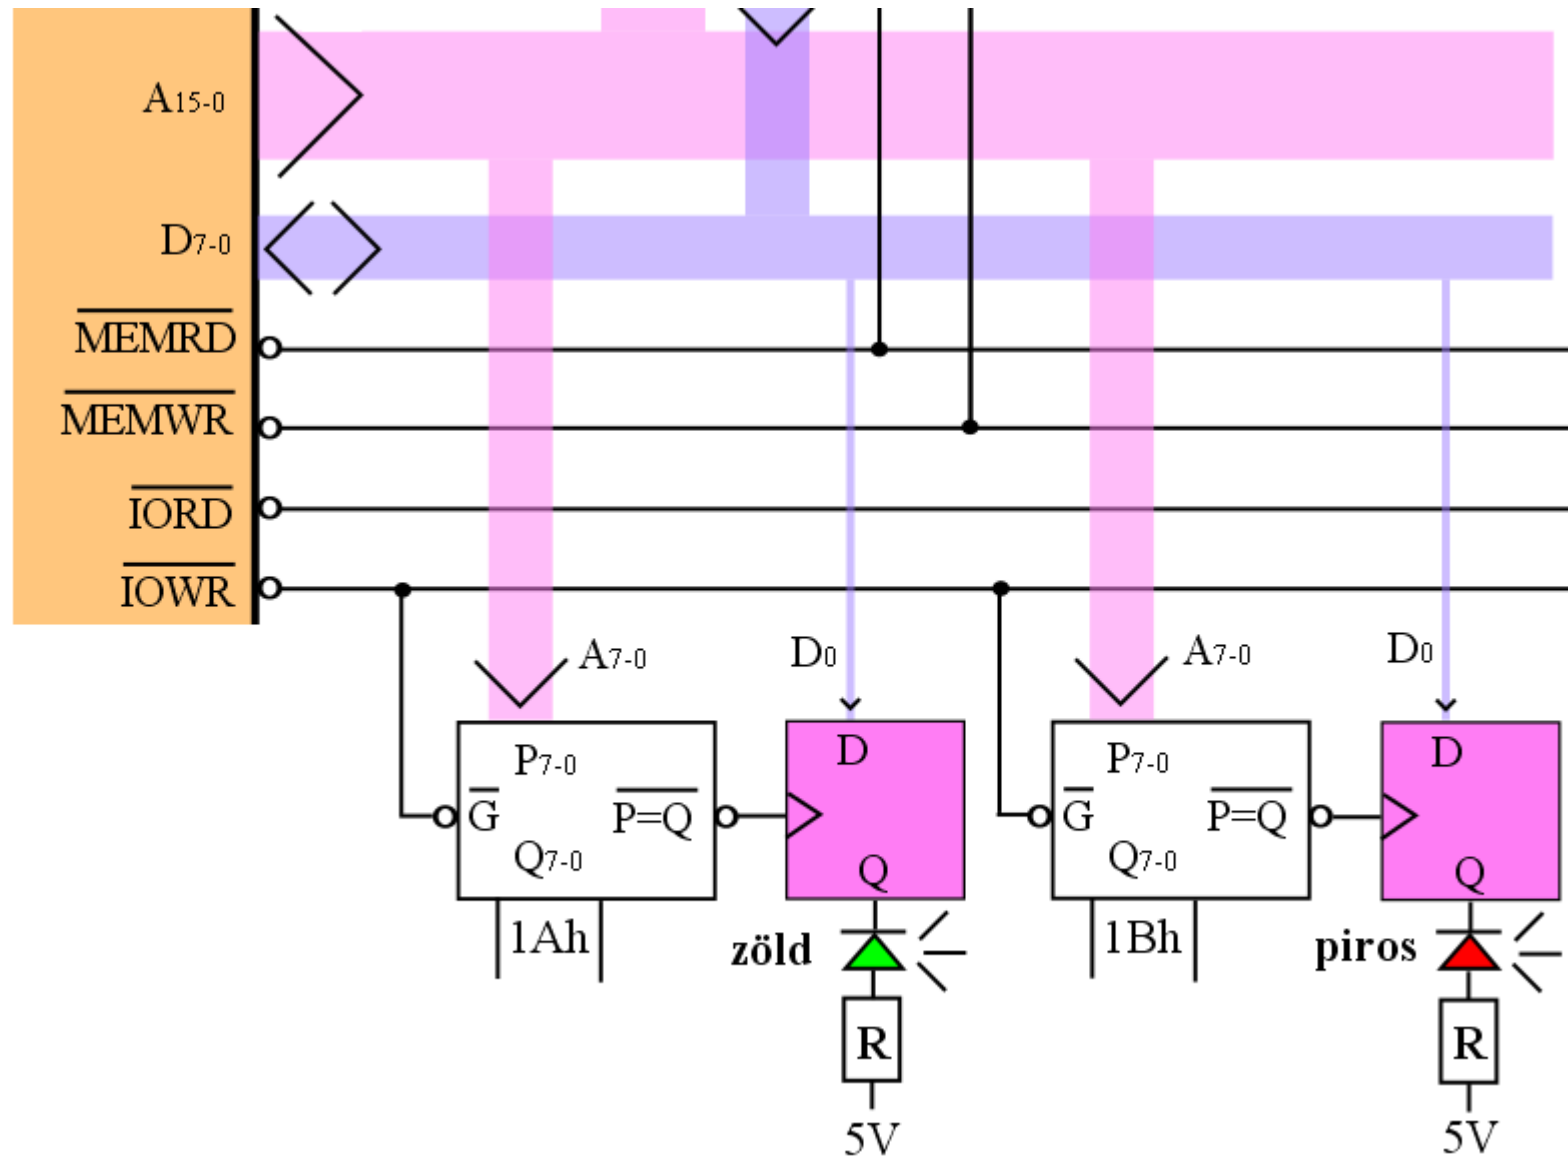 A15-0
D7-0
MEMRD
MEMWR
IORD
IOWR
A7-0
D0
A7-0
D0
P7-0
G
P=Q
Q7-0
D
Q
P7-0
G
P=Q
Q7-0
D
Q
1Ah
zöld
1Bh
piros
R
R
5V
5V